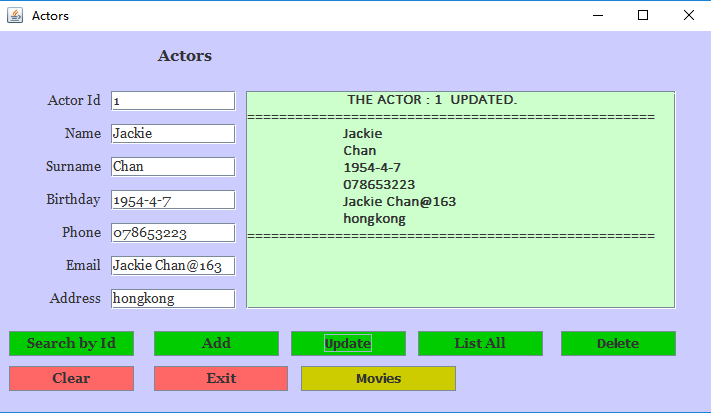 Actors
Actors
Actor Id 1
Name Jackie
Surname Chan
Birthday 1954-4-7
Phone 078653223
Email Jackie Chan@163
Address hongkong
THE ACTOR : 1 UPDATED.
===================================================
Jackie
Chan
1954-4-7
078653223
Jackie Chan@163
hongkong
===================================================
Search by Id Add Update List All Delete
Clear Exit Movies